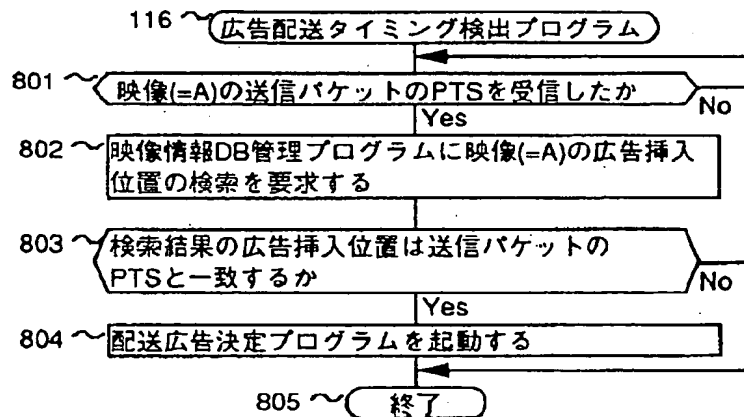 116 広告配送タイミング検出プログラム
801 映像(=A)の送信パケットのPTSを受信したか
No
Yes
802 映像情報DB管理プログラムに映像(=A)の広告挿入
位置の検索を要求する
803 検索結果の広告挿入位置は送信パケットの
PTSと一致するか
No
Yes
804 配送広告決定プログラムを起動する
805 終了